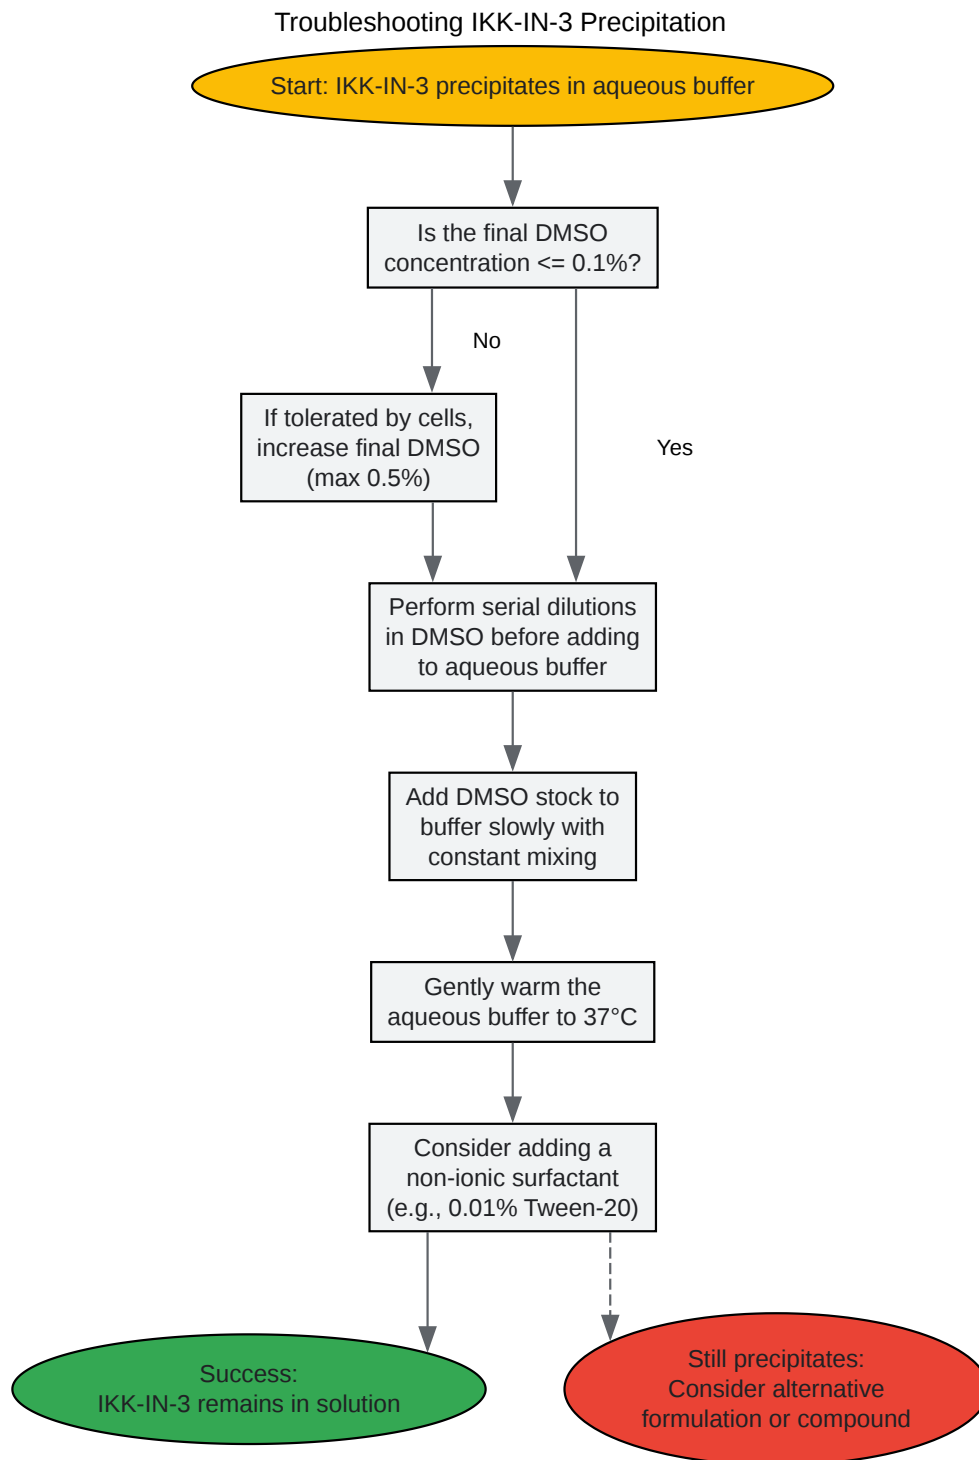 Troubleshooting IKK-IN-3 Precipitation
Start: IKK-IN-3 precipitates in aqueous buffer
Is the final DMSO
concentration <= 0.1%?
No
If tolerated by cells,
increase final DMSO
(max 0.5%)
Yes
Perform serial dilutions
in DMSO before adding
to aqueous buffer
Add DMSO stock to
buffer slowly with
constant mixing
Gently warm the
aqueous buffer to 37°C
Consider adding a
non-ionic surfactant
(e.g., 0.01% Tween-20)
Success:
IKK-IN-3 remains in solution
Still precipitates:
Consider alternative
formulation or compound